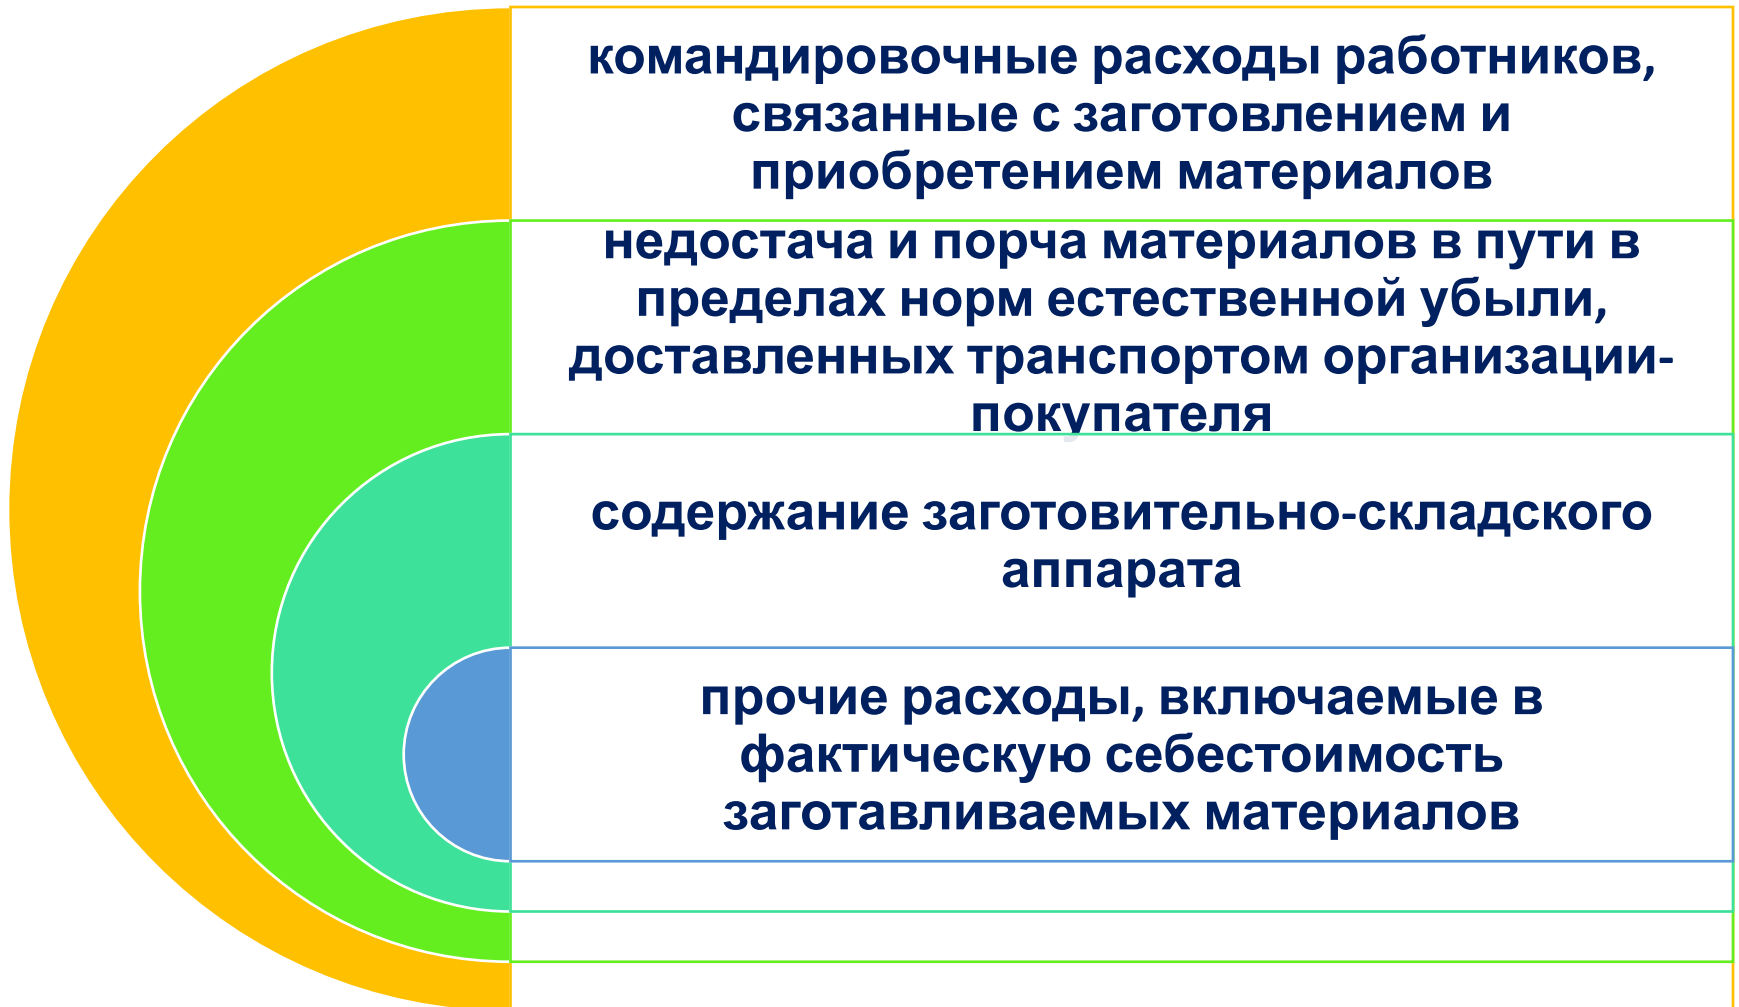 командировочные расходы работников,
связанные с заготовлением и
приобретением материалов
недостача и порча материалов в пути в
пределах норм естественной убыли,
доставленных транспортом организации-
покупателя
содержание заготовительно-складского
аппарата
прочие расходы, включаемые в
фактическую себестоимость
заготавливаемых материалов